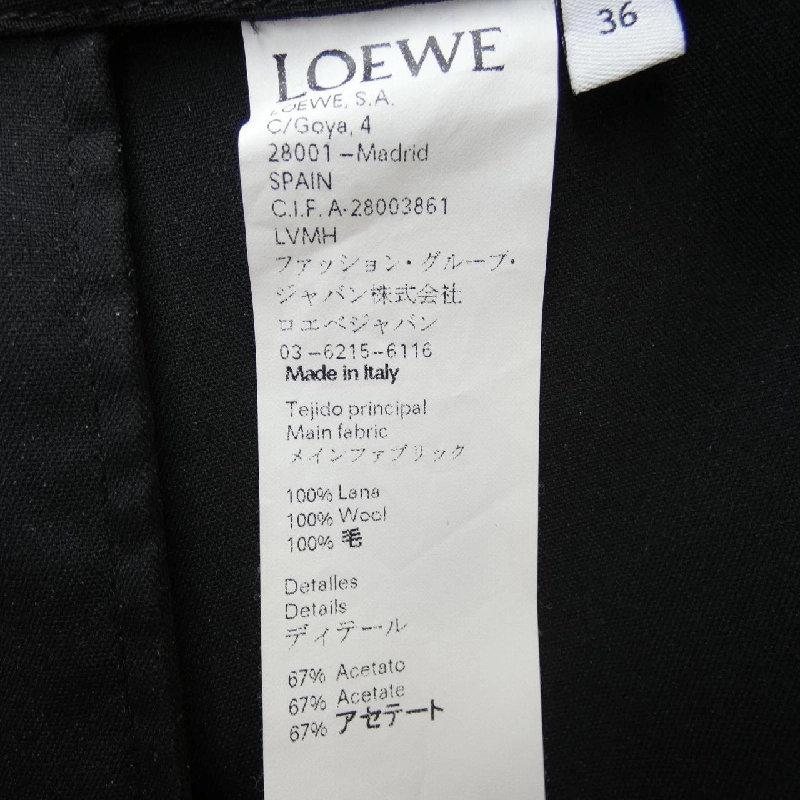 LOEWE
36
LOEWE, S.A.
C/Goya, 4
28001 –Madrid
SPAIN
C.I.F. A-28003861
LVMH
ファッション・グループ・
ジャパン株式会社
ロエベジャパン
03–6215–6116
Made in Italy
Tejido principal
Main fabric
メインファブリック
100% Lana
100% Wool
100% 毛
Detalles
Details
ディテール
67% Acetato
67% Acetate
67% アセテート